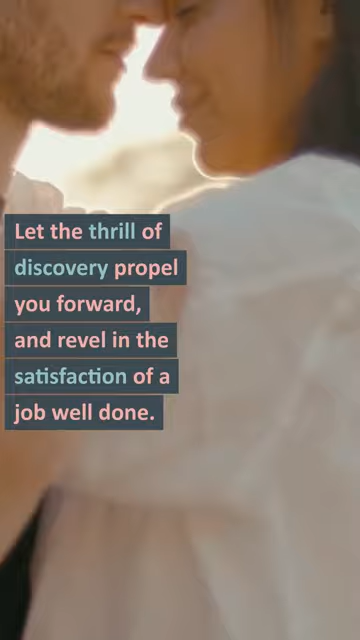 Let the thrill of
discovery propel
you forward,
and revel in the
satisfaction of a
job well done.